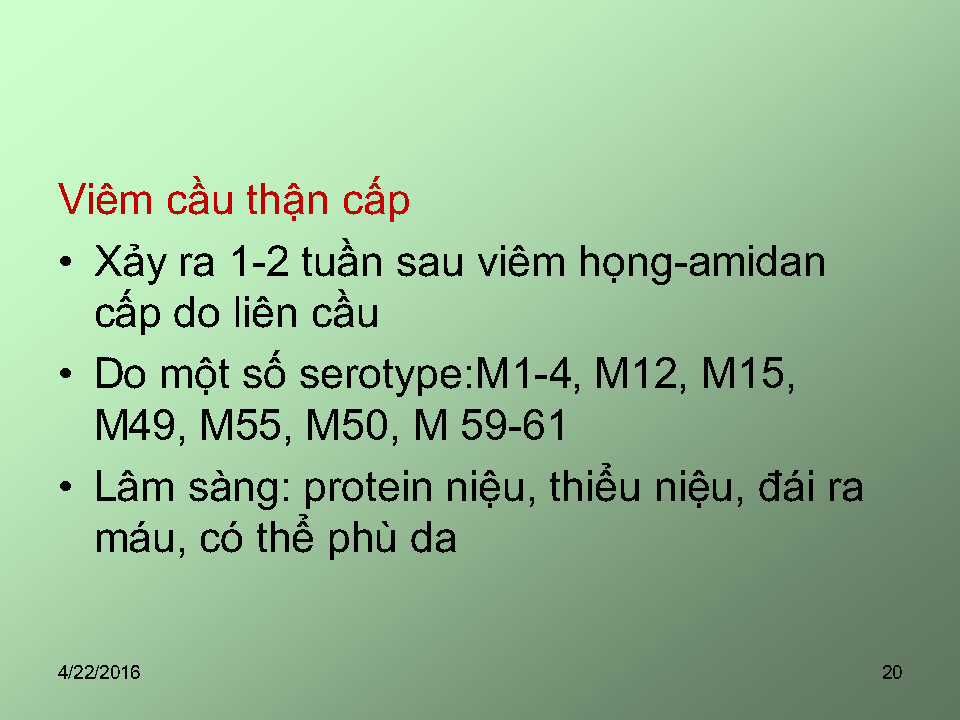 Viêm cầu thận cấp
• Xảy ra 1-2 tuần sau viêm họng-amidan
cấp do liên cầu
• Do một số serotype:M1-4, M12, M15,
M49, M55, M50, M 59-61
• Lâm sàng: protein niệu, thiểu niệu, đái ra
máu, có thể phù da
4/22/2016
20